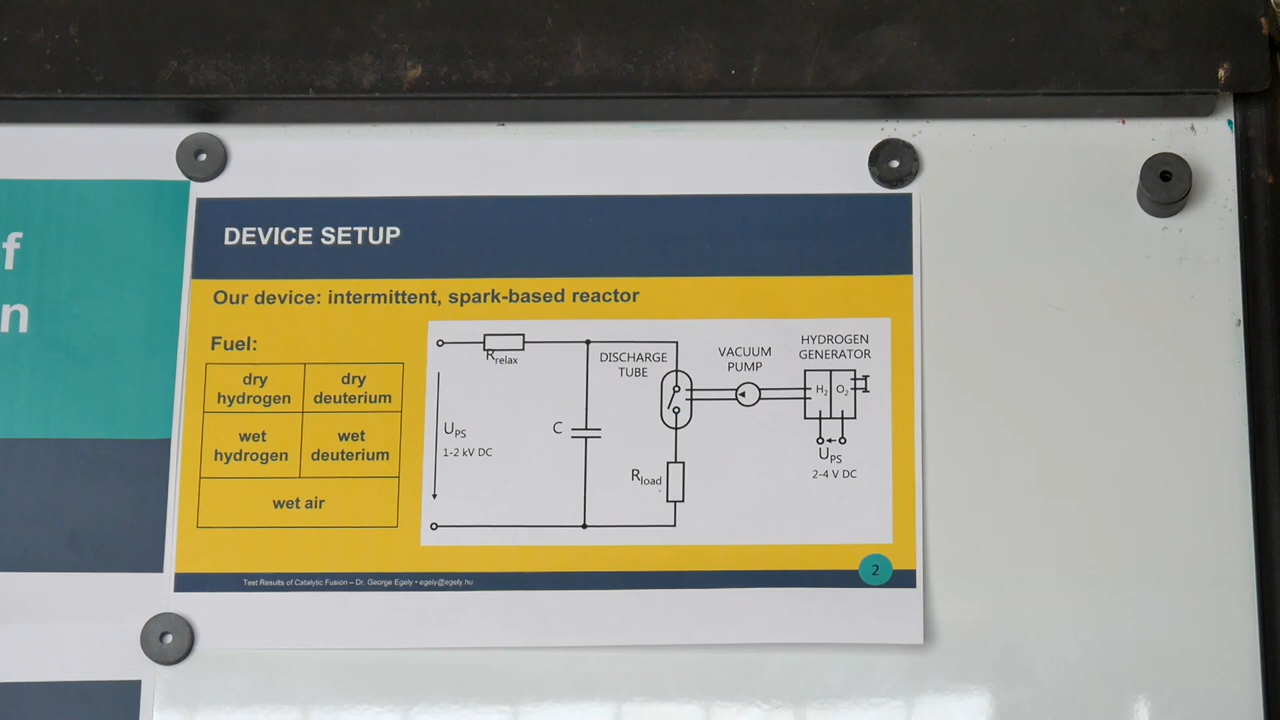 f
n
DEVICE SETUP
Our device: intermittent, spark-based reactor
Fuel:
dry hydrogen
dry deuterium
wet hydrogen
wet deuterium
wet air
Rrelax
UPS
1-2 kV DC
C
DISCHARGE
TUBE
Rload
VACUUM
PUMP
HYDROGEN
GENERATOR
H2
O2
UPS
2-4 V DC
Test Results of Catalytic Fusion – Dr. George Egely • egely@egely.hu
2